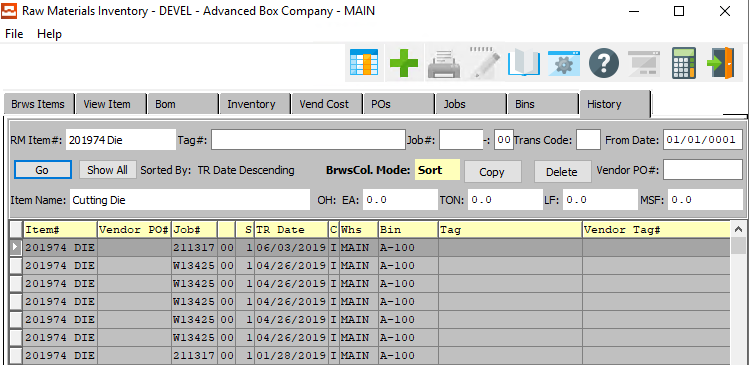 Raw Materials Inventory - DEVEL - Advanced Box Company - MAIN
File Help
Brws Items View Item Bom Inventory Vend Cost POs Jobs Bins History
RM Item#: 201974 Die Tag#: Job#: -: 00 Trans Code: From Date: 01/01/0001
Go Show All Sorted By: TR Date Descending BrwsCol. Mode: Sort Copy Delete Vendor PO#:
Item Name: Cutting Die OH: EA: 0.0 TON: 0.0 LF: 0.0 MSF: 0.0
Item# Vendor PO# Job# S TR Date C Whs Bin Tag Vendor Tag#
201974 DIE 211317 00 1 06/03/2019 I MAIN A-100
201974 DIE W13425 00 1 04/26/2019 I MAIN A-100
201974 DIE W13425 00 1 04/26/2019 I MAIN A-100
201974 DIE W13425 00 1 04/26/2019 I MAIN A-100
201974 DIE W13425 00 1 04/26/2019 I MAIN A-100
201974 DIE W13425 00 1 04/26/2019 I MAIN A-100
201974 DIE 211317 00 1 01/28/2019 I MAIN A-100